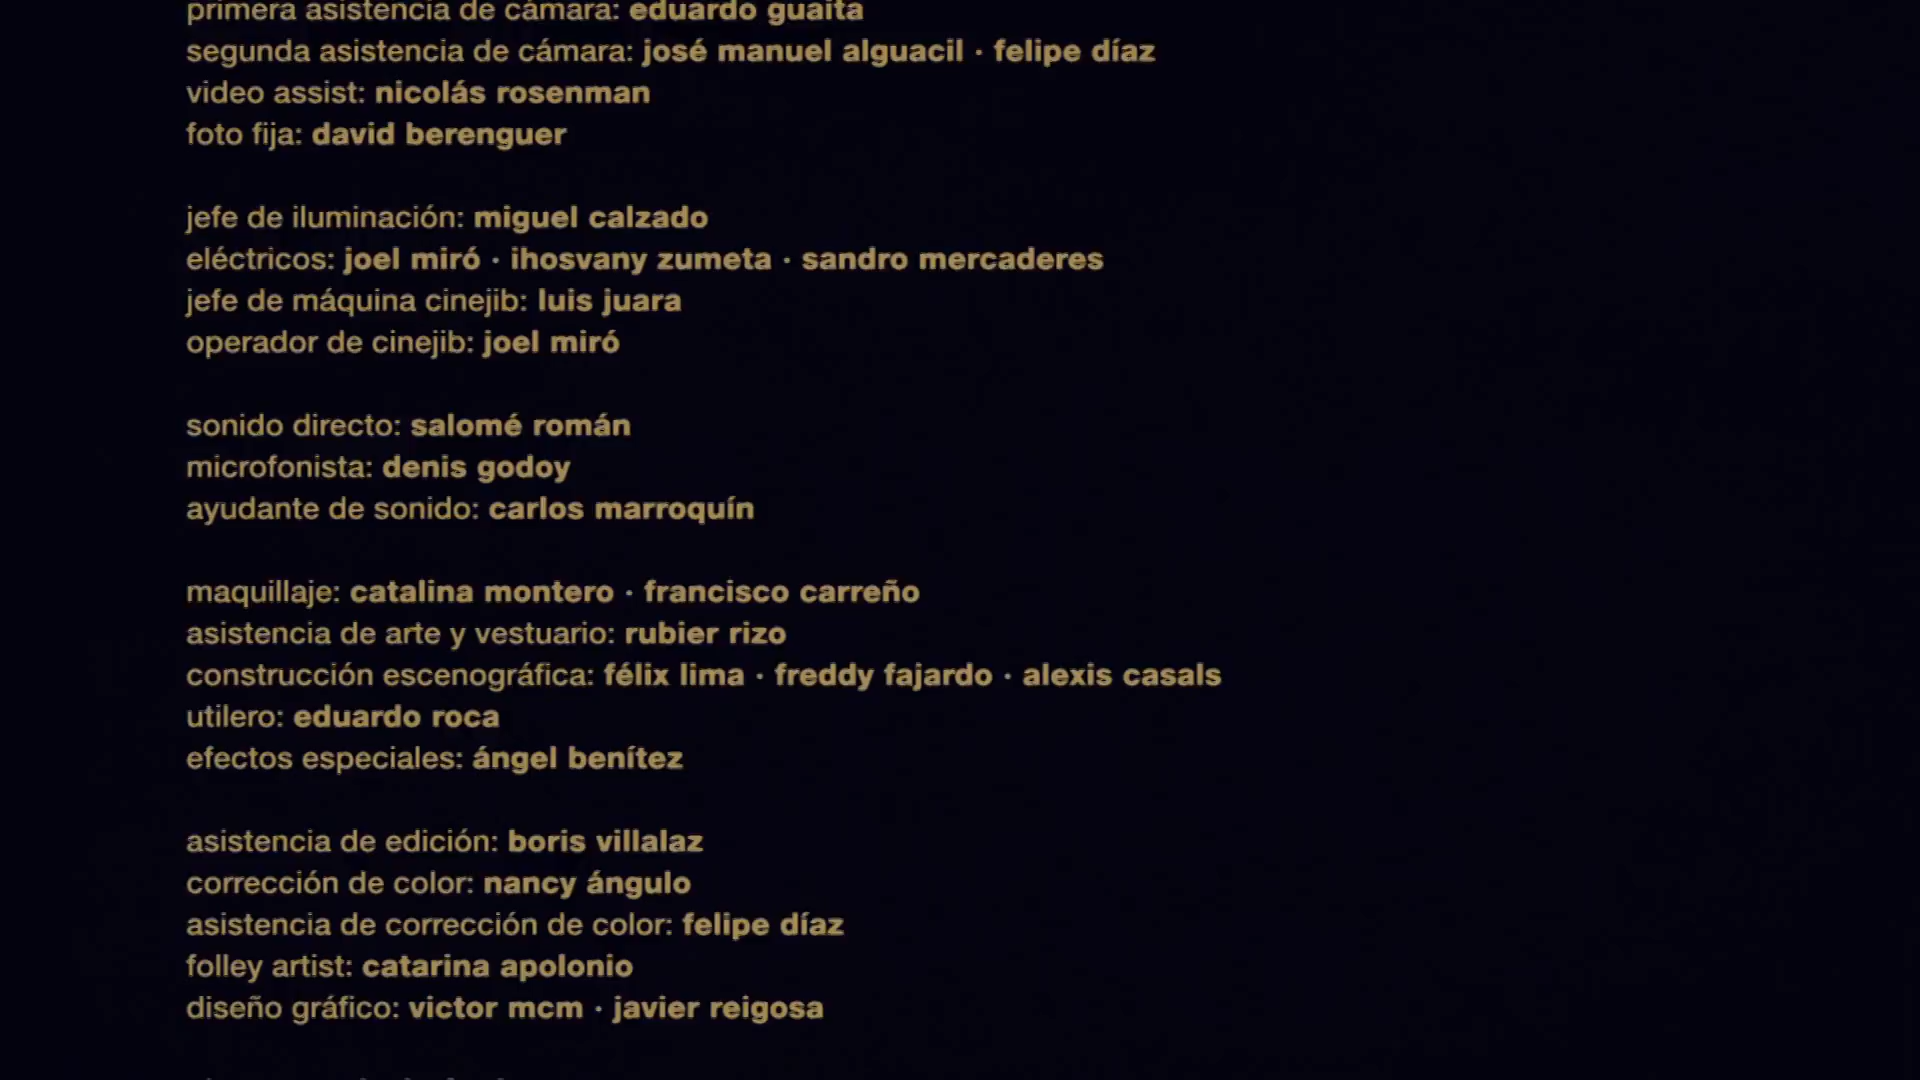 primera asistencia de cámara: eduardo guaita
segunda asistencia de cámara: josé manuel alguacil · felipe díaz
video assist: nicolás rosenman
foto fija: david berenguer
jefe de iluminación: miguel calzado
eléctricos: joel miró · ihosvany zumeta · sandro mercaderes
jefe de máquina cinejib: luis juara
operador de cinejib: joel miró
sonido directo: salomé román
microfonista: denis godoy
ayudante de sonido: carlos marroquín
maquillaje: catalina montero · francisco carreño
asistencia de arte y vestuario: rubier rizo
construcción escenográfica: félix lima · freddy fajardo · alexis casals
utilero: eduardo roca
efectos especiales: ángel benítez
asistencia de edición: boris villalaz
corrección de color: nancy ángulo
asistencia de corrección de color: felipe díaz
folley artist: catarina apolonio
diseño gráfico: victor mcm · javier reigosa